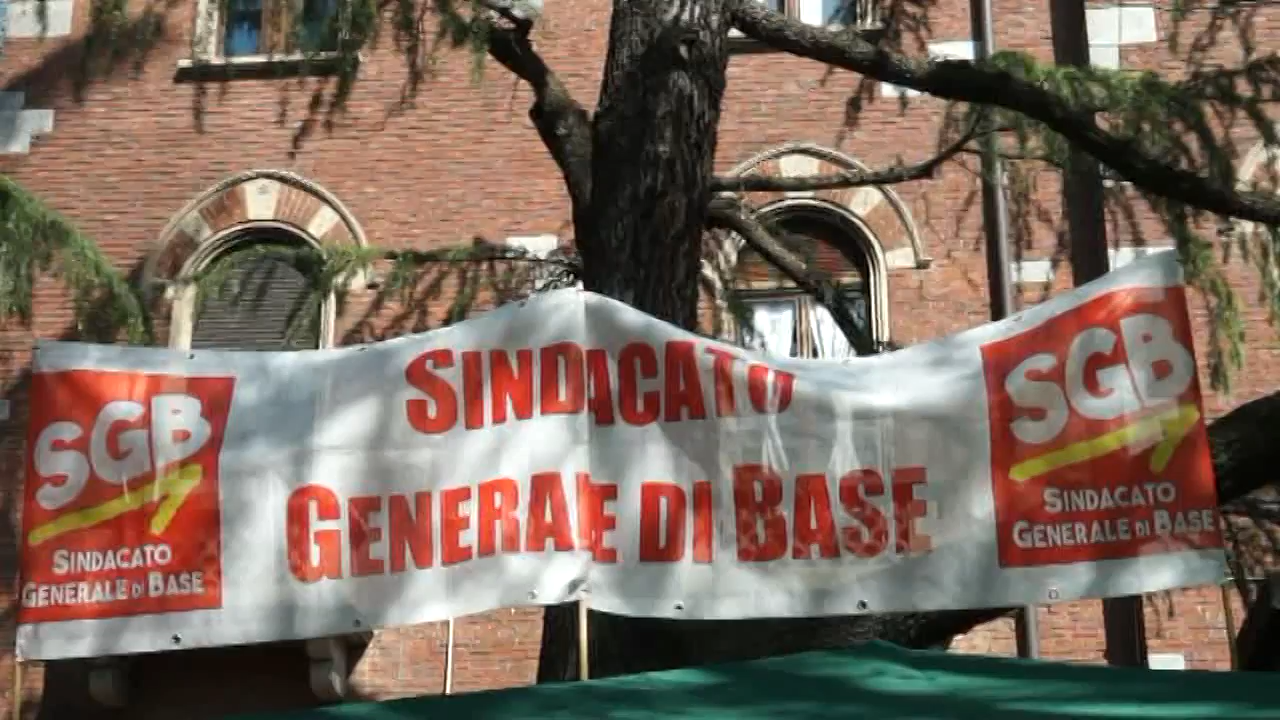 SGB
SINDACATO
GENERALE DI BASE
SINDACATO
GENERALE DI BASE
SGB
SINDACATO
GENERALE DI BASE